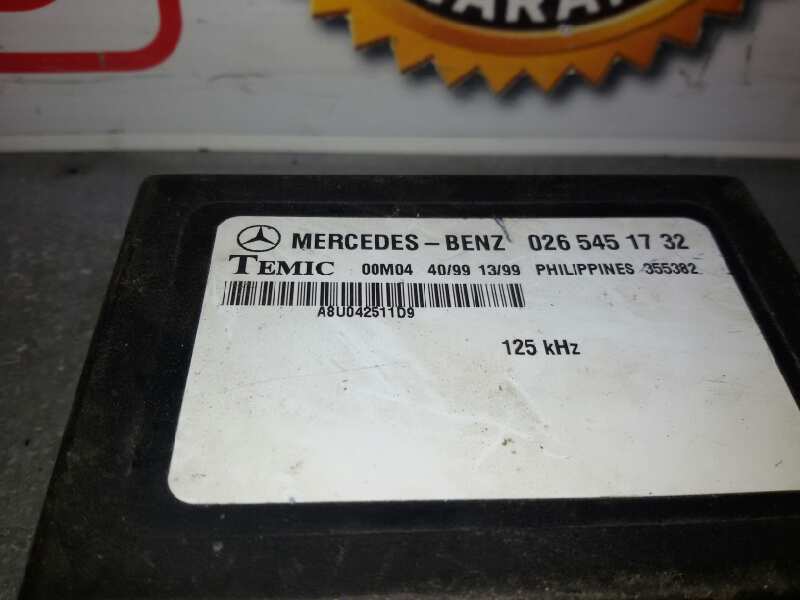 MERCEDES-BENZ 026 545 17 32
TEMIC 00M04 40/99 13/99 PHILIPPINES 355382
A8U042511D9
125 kHz